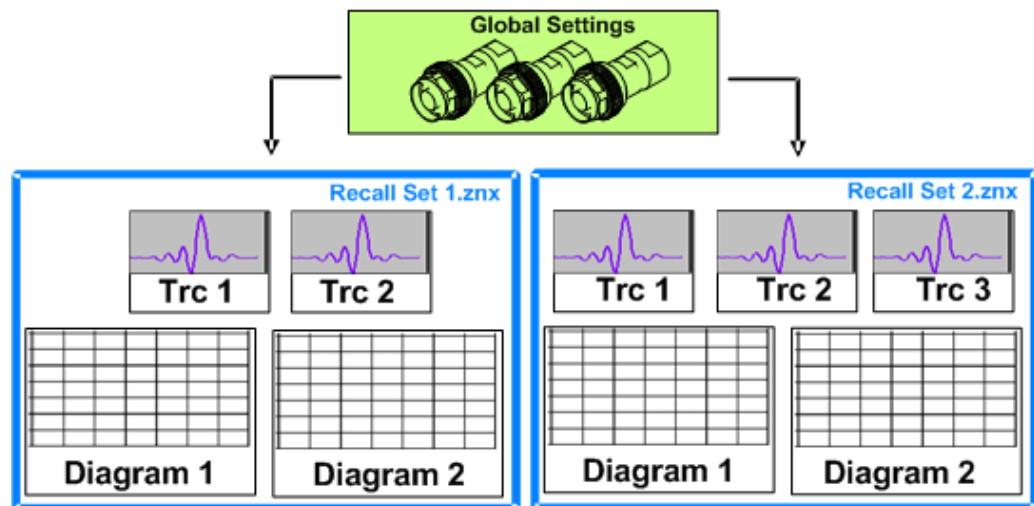 Global Settings
Recall Set 1.znx
Trc 1
Trc 2
Diagram 1
Diagram 2
Recall Set 2.znx
Trc 1
Trc 2
Trc 3
Diagram 1
Diagram 2